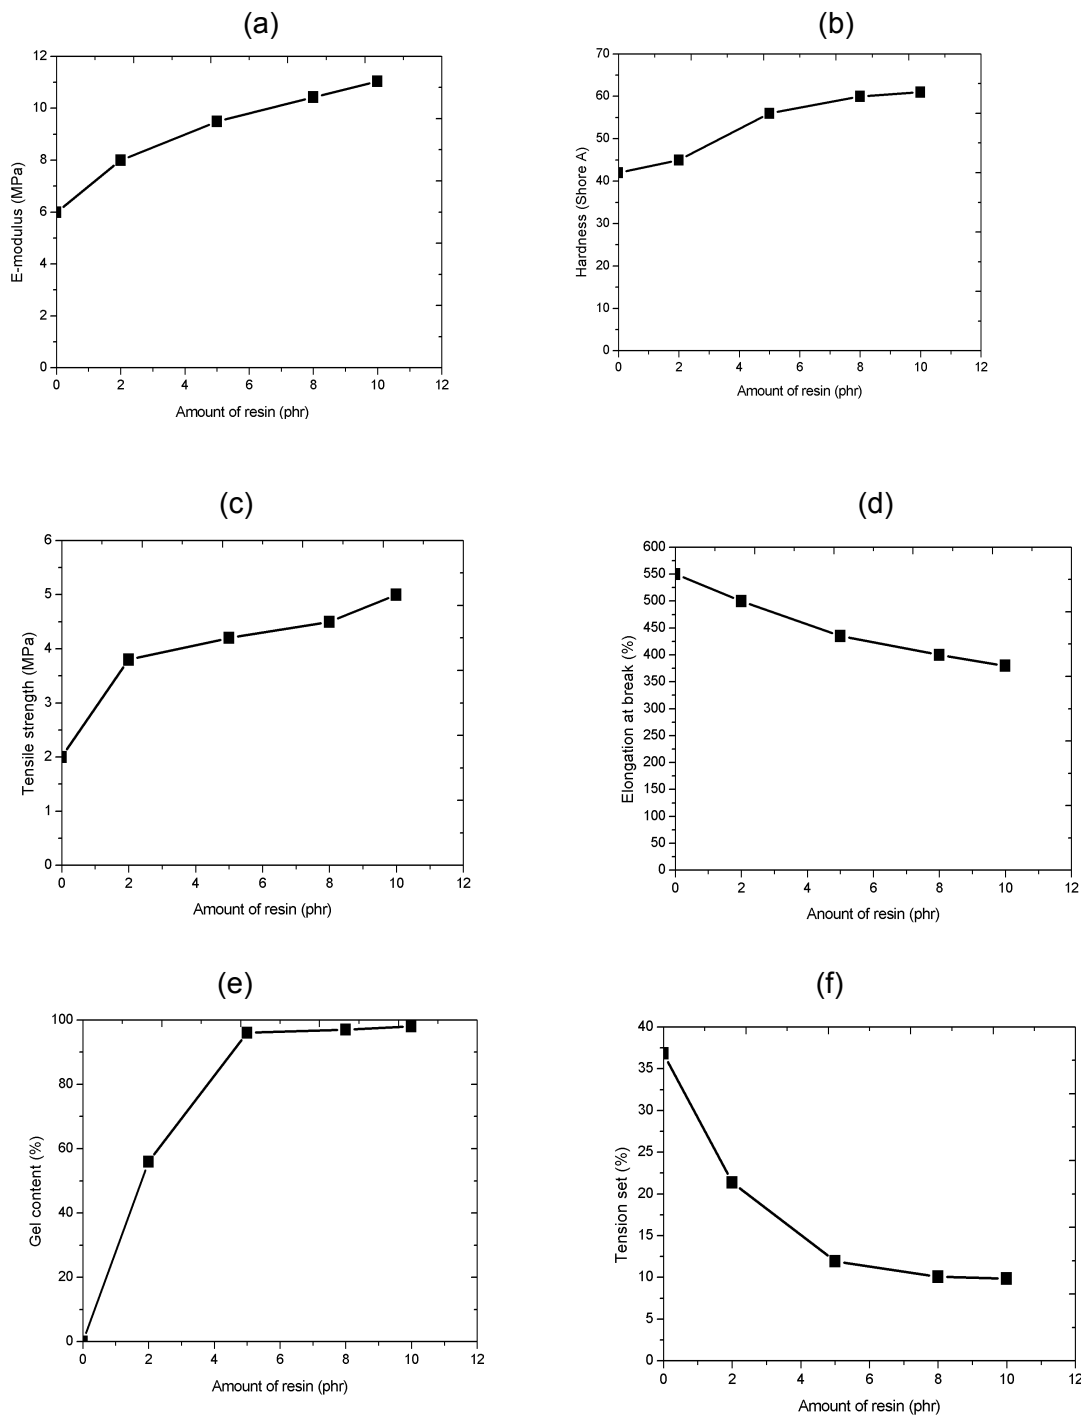 (a)
12
10
8
6
4
2
0
E-modulus (MPa)
0 2 4 6 8 10 12
Amount of resin (phr)
(b)
70
60
50
40
30
20
10
0
Hardness (Shore A)
0 2 4 6 8 10 12
Amount of resin (phr)
(c)
6
5
4
3
2
1
0
Tensile strength (MPa)
0 2 4 6 8 10 12
Amount of resin (phr)
(d)
600
550
500
450
400
350
300
250
200
150
100
50
0
Elongation at break (%)
0 2 4 6 8 10 12
Anount of resin (phr)
(e)
100
80
60
40
20
0
Gel content (%)
0 2 4 6 8 10 12
Amount of resin (phr)
(f)
40
35
30
25
20
15
10
5
0
Tension set (%)
0 2 4 6 8 10 12
Amount of resin (phr)